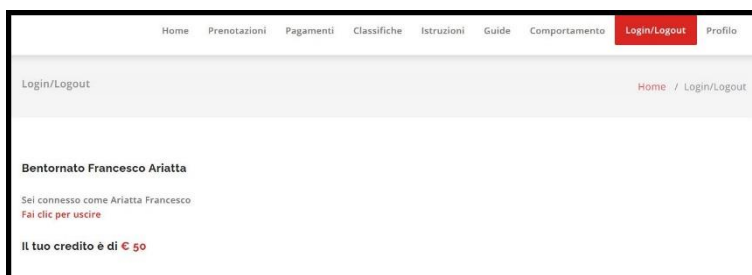 Home Prenotazioni Pagamenti Classifiche Istruzioni Guide Comportamento Login/Logout Profilo
Login/Logout Home / Login/Logout
Bentornato Francesco Ariatta
Sei connesso come Ariatta Francesco
Fai clic per uscire
Il tuo credito è di € 50